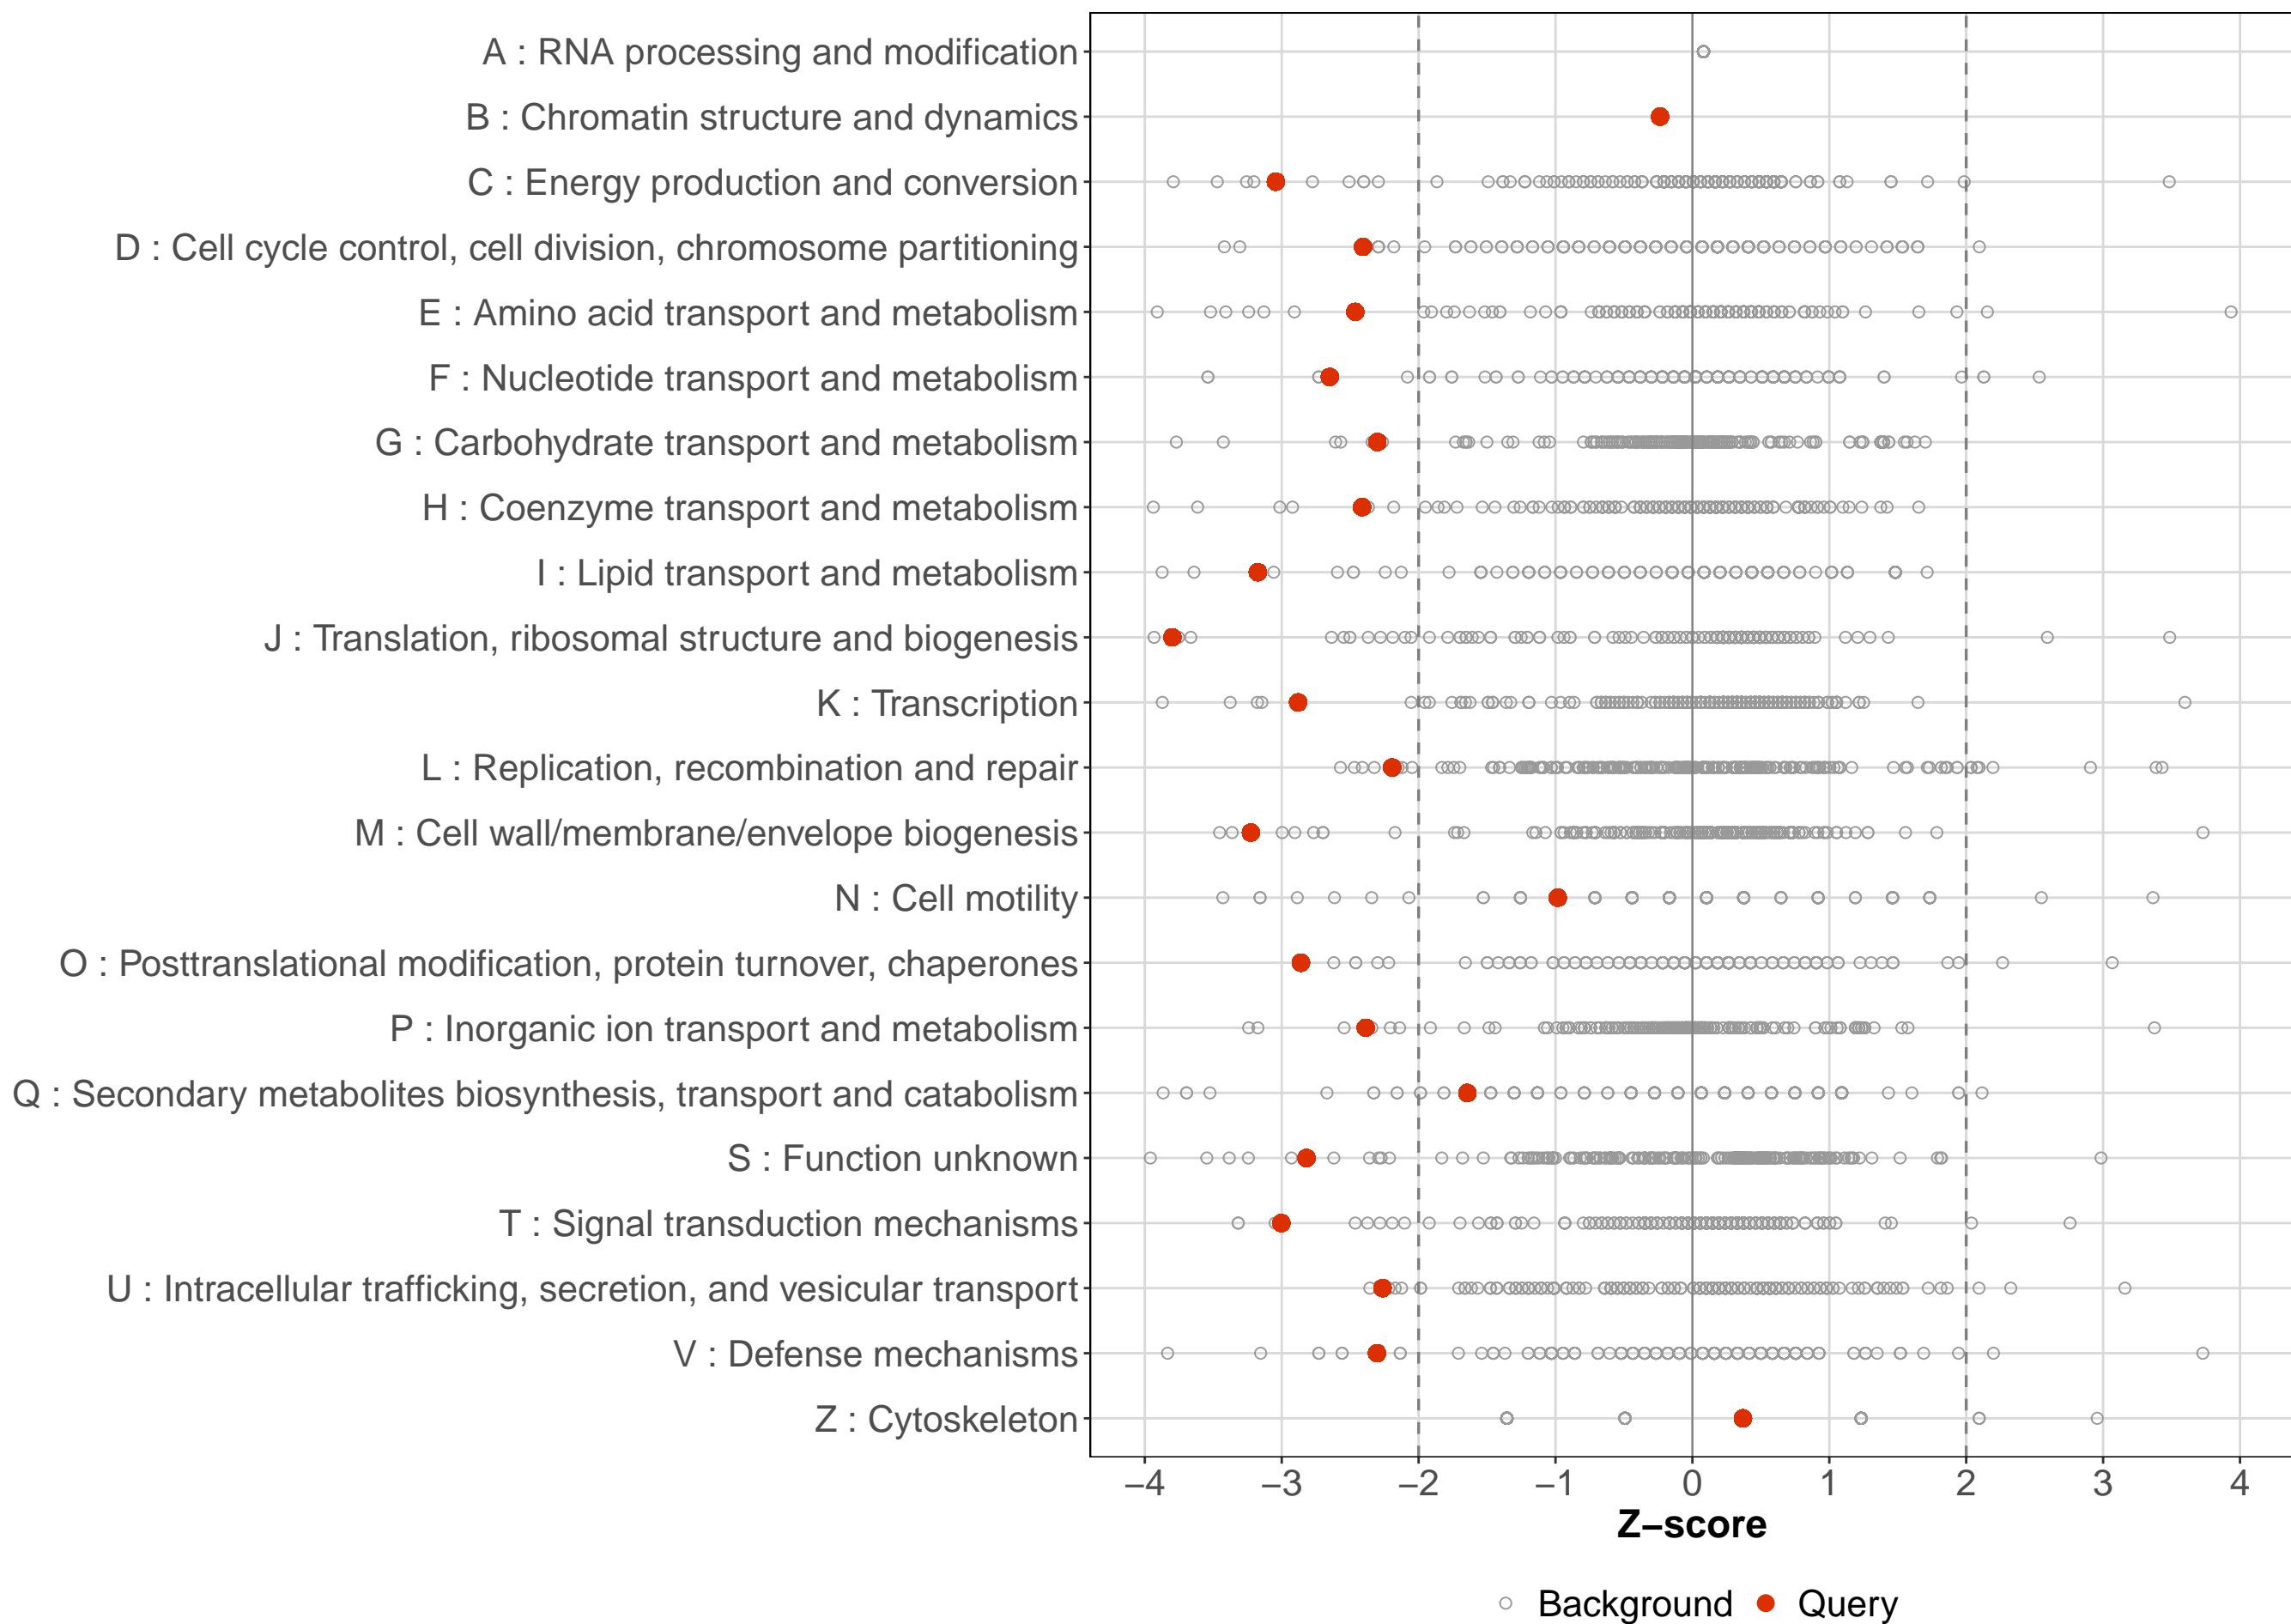 A : RNA processing and modification
B : Chromatin structure and dynamics
C : Energy production and conversion
D : Cell cycle control, cell division, chromosome partitioning
E : Amino acid transport and metabolism
F : Nucleotide transport and metabolism
G : Carbohydrate transport and metabolism
H : Coenzyme transport and metabolism
I : Lipid transport and metabolism
J : Translation, ribosomal structure and biogenesis
K : Transcription
L : Replication, recombination and repair
M : Cell wall/membrane/envelope biogenesis
N : Cell motility
O : Posttranslational modification, protein turnover, chaperones
P : Inorganic ion transport and metabolism
Q : Secondary metabolites biosynthesis, transport and catabolism
S : Function unknown
T : Signal transduction mechanisms
U : Intracellular trafficking, secretion, and vesicular transport
V : Defense mechanisms
Z : Cytoskeleton
−4 −3 −2 −1 0 1 2 3 4
Z−score
Background Query